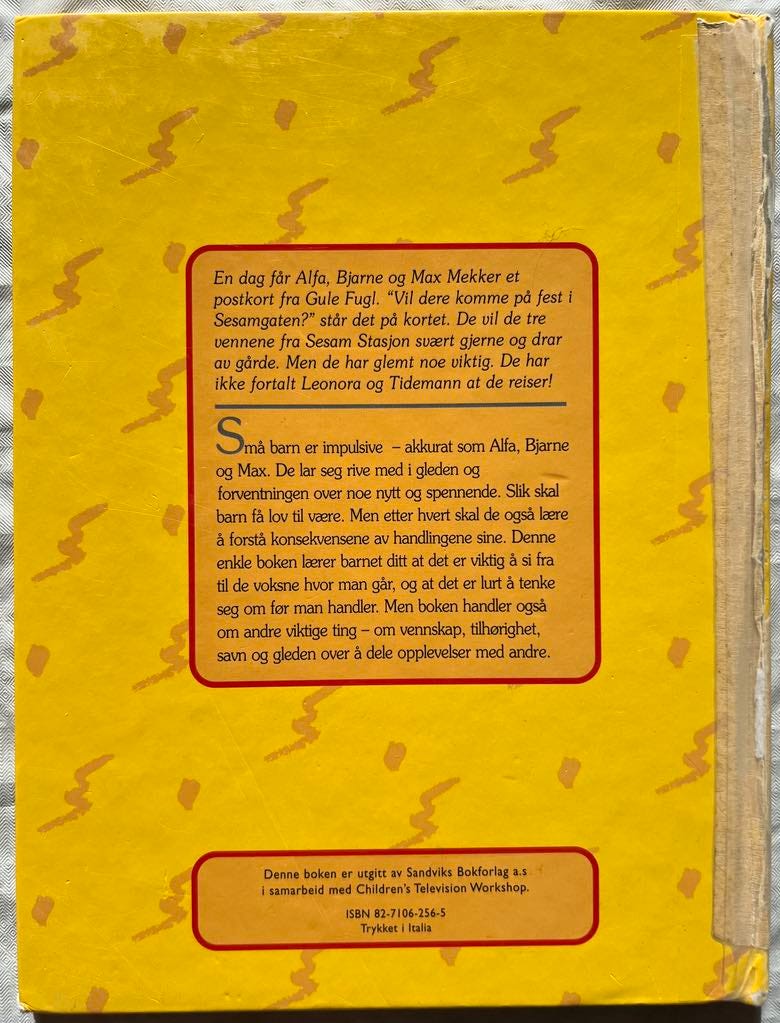 En dag får Alfa, Bjarne og Max Mekker et
postkort fra Gule Fugl. “Vil dere komme på fest i
Sesamgaten?” står det på kortet. De vil de tre
vennene fra Sesam Stasjon svært gjerne og drar
av gårde. Men de har glemt noe viktig. De har
ikke fortalt Leonora og Tidemann at de reiser!
Små barn er impulsive – akkurat som Alfa, Bjarne
og Max. De lar seg rive med i gleden og
forventningen over noe nytt og spennende. Slik skal
barn få lov til være. Men etter hvert skal de også lære
å forstå konsekvensene av handlingene sine. Denne
enkle boken lærer barnet ditt at det er viktig å si fra
til de voksne hvor man går, og at det er lurt å tenke
seg om før man handler. Men boken handler også
om andre viktige ting – om vennskap, tilhørighet,
savn og gleden over å dele opplevelser med andre.
Denne boken er utgitt av Sandviks Bokforlag a.s
i samarbeid med Children’s Television Workshop.
ISBN 82-7106-256-5
Trykket i Italia